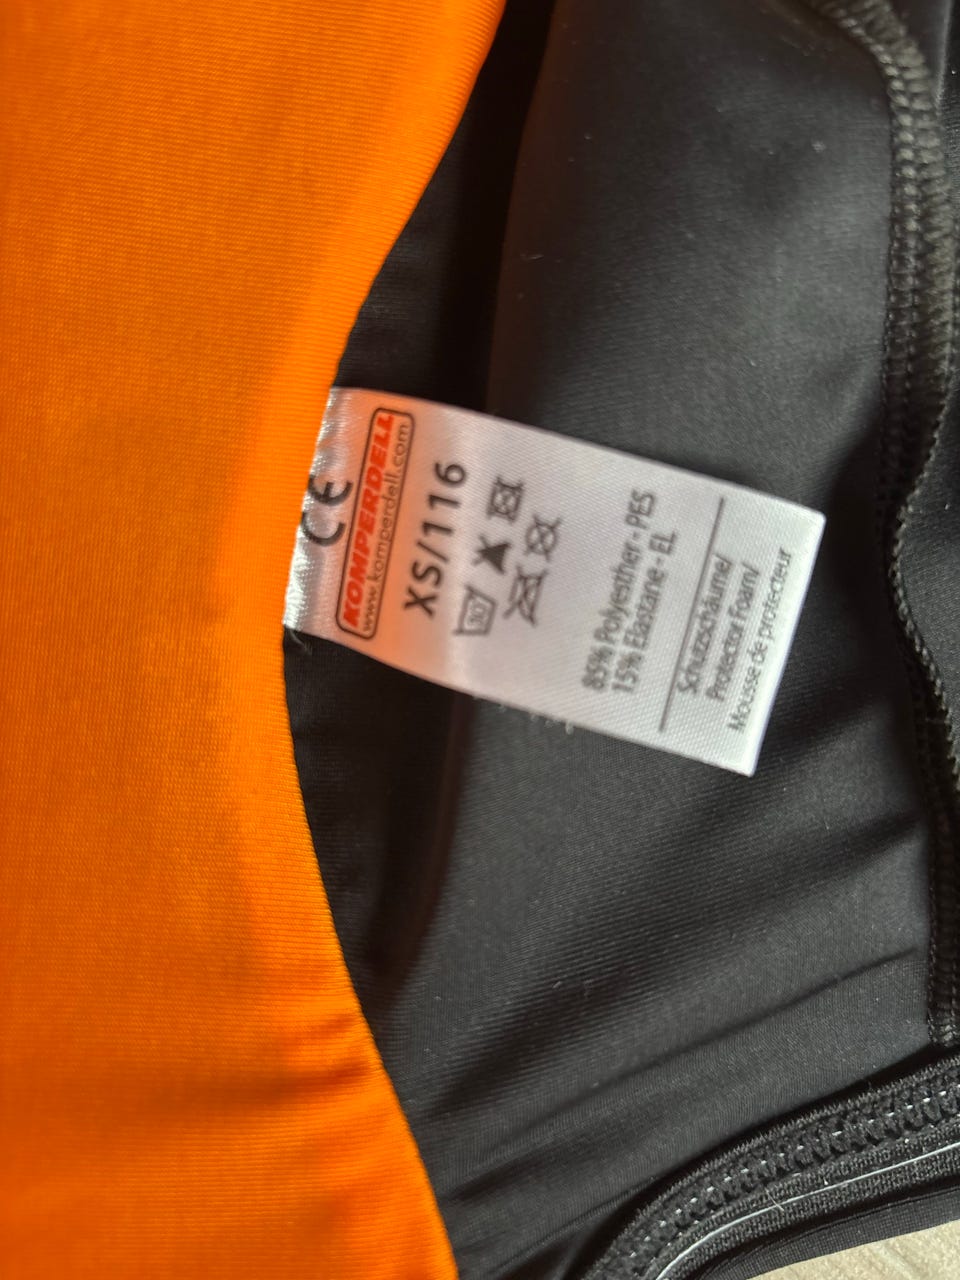 CE
KOMPERDELL
www.komperdell.com
XS/116
30
85% Polyesther - PES
15% Elastane - EL
Schutzschäume/
Protector Foam/
Mousse de protecteur